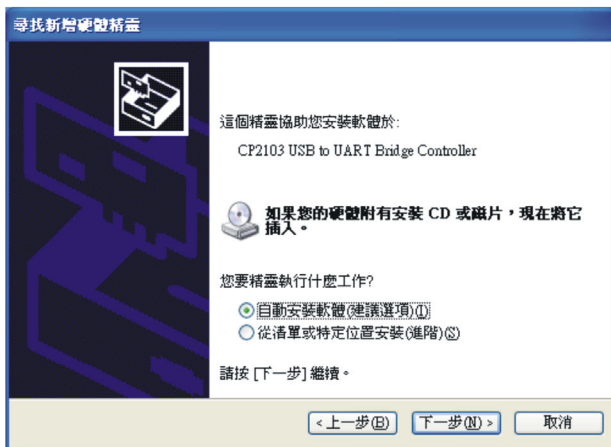 尋找新增硬體精靈
這個精靈協助您安裝軟體於:
CP2103 USB to UART Bridge Controller
如果您的硬體附有安裝 CD 或磁片，現在將它
插入。
您要精靈執行什麼工作?
自動安裝軟體(建議選項)(I)
從清單或特定位置安裝(進階)(S)
請按 [下一步] 繼續。
<上一步(B) 下一步(N)> 取消